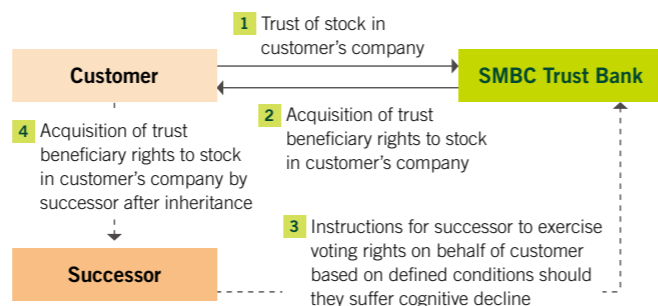 1 Trust of stock in
customer's company
Customer
SMBC Trust Bank
2 Acquisition of trust
beneficiary rights to stock
in customer's company
4 Acquisition of trust
beneficiary rights to stock
in customer's company by
successor after inheritance
3 Instructions for successor to exercise
voting rights on behalf of customer
based on defined conditions should
they suffer cognitive decline
Successor